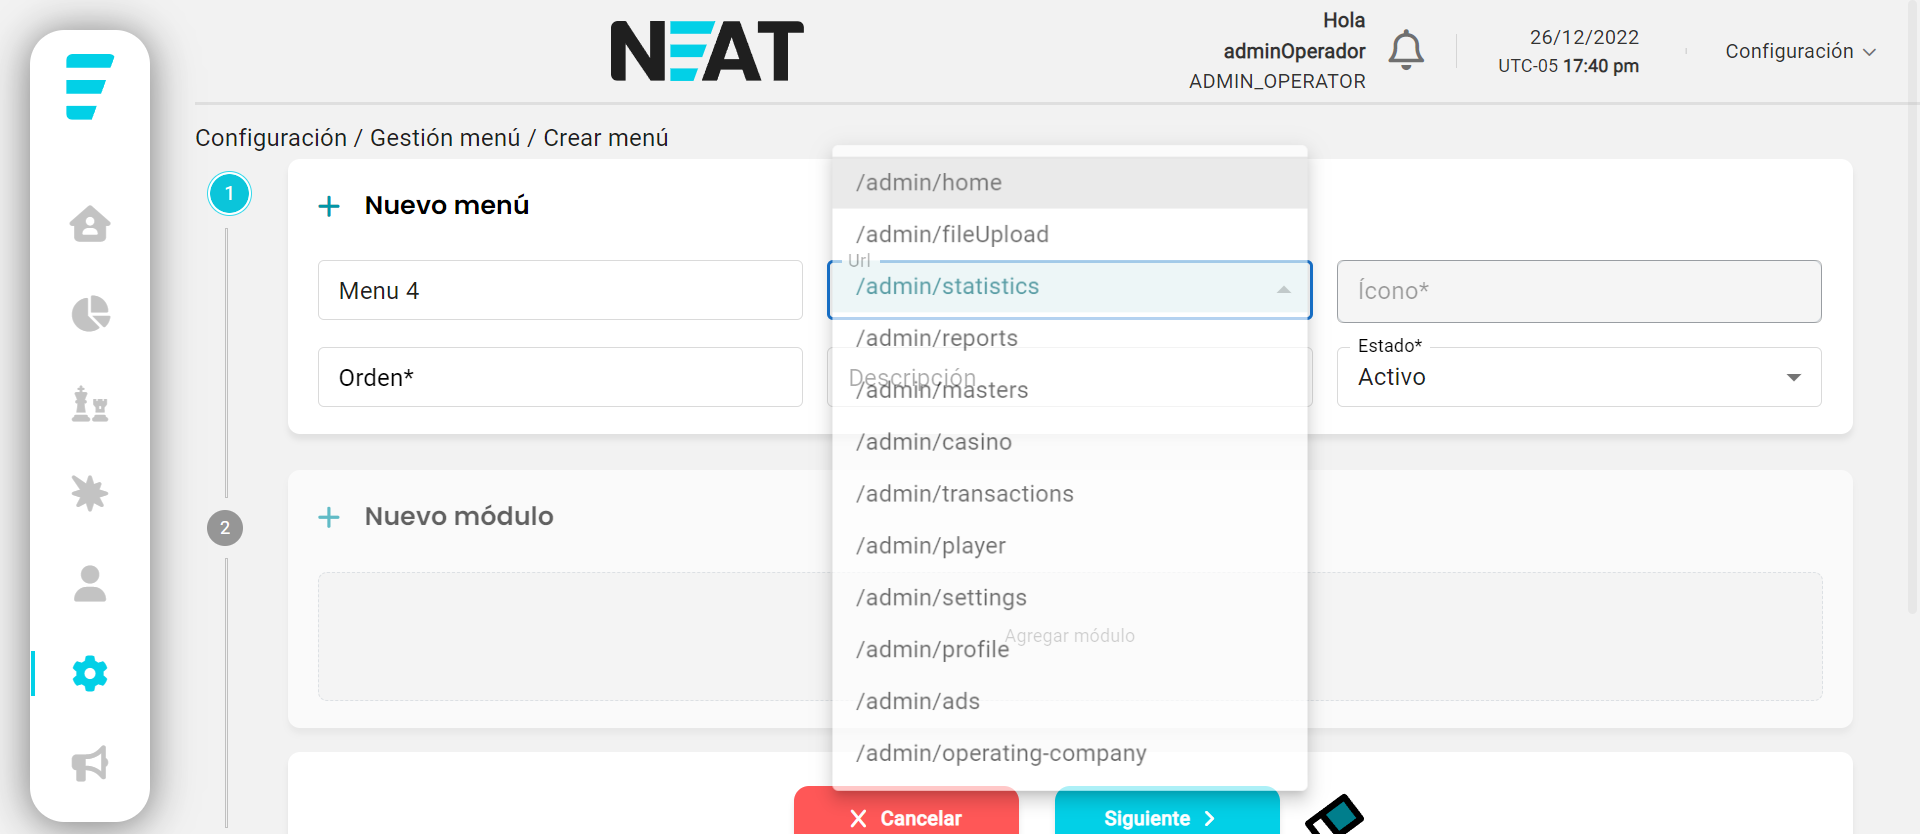 NEAT
Hola
adminOperador
ADMIN_OPERATOR
26/12/2022
UTC-05 17:40 pm
Configuración
Configuración / Gestión menú / Crear menú
1
Nuevo menú
Menu 4
Url
Ícono*
Orden*
Descripción
Estado*
Activo
/admin/home
/admin/fileUpload
/admin/statistics
/admin/reports
/admin/masters
/admin/casino
/admin/transactions
/admin/player
/admin/settings
/admin/profile
/admin/ads
/admin/operating-company
2
Nuevo módulo
Agregar módulo
Cancelar
Siguiente